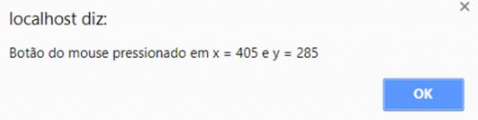 localhost diz:
Botão do mouse pressionado em x = 405 e y = 285
OK